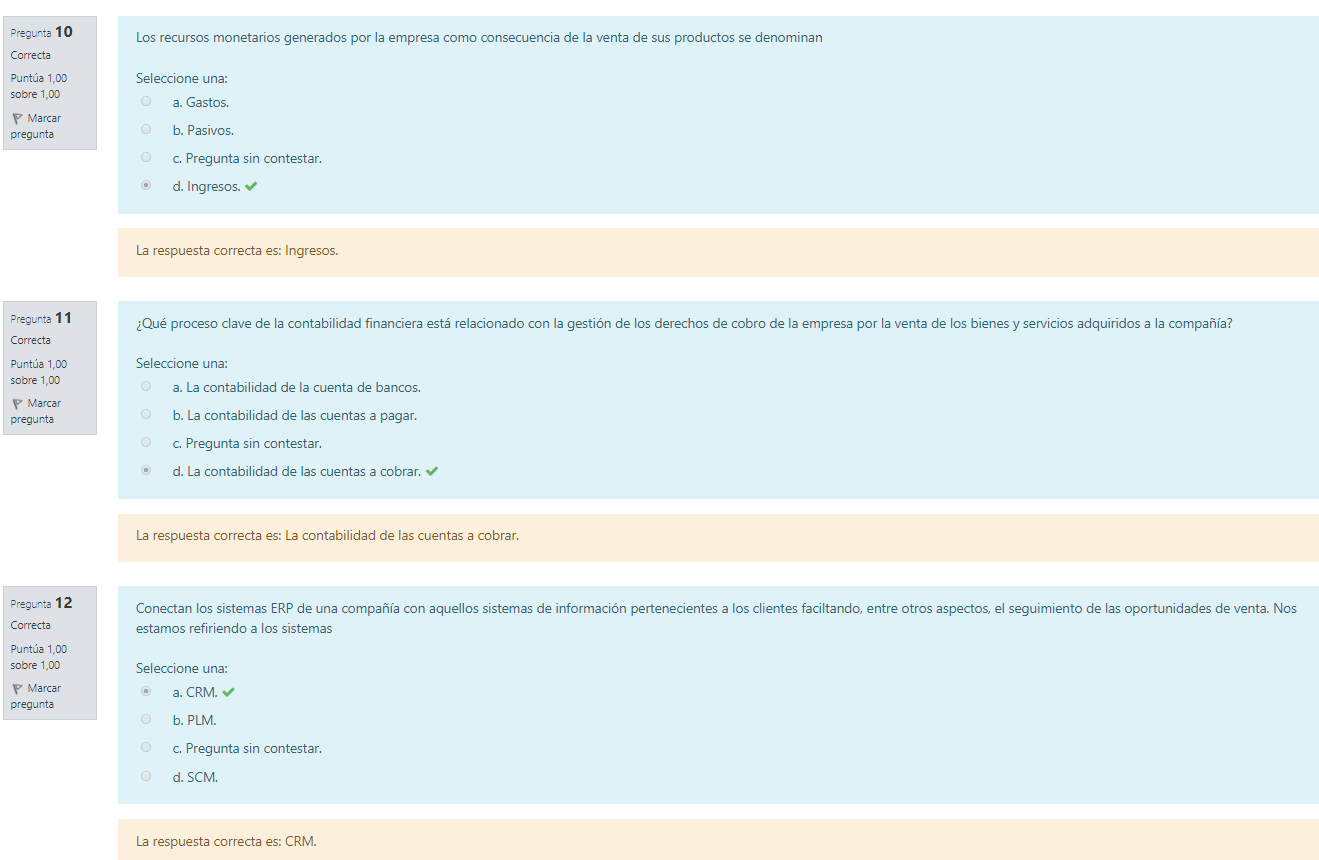 Pregunta 10
Correcta
Puntúa 1,00
sobre 1,00
Marcar
pregunta
Los recursos monetarios generados por la empresa como consecuencia de la venta de sus productos se denominan
Seleccione una:
a. Gastos.
b. Pasivos.
c. Pregunta sin contestar.
d. Ingresos.
La respuesta correcta es: Ingresos.
Pregunta 11
Correcta
Puntúa 1,00
sobre 1,00
Marcar
pregunta
¿Qué proceso clave de la contabilidad financiera está relacionado con la gestión de los derechos de cobro de la empresa por la venta de los bienes y servicios adquiridos a la compañía?
Seleccione una:
a. La contabilidad de la cuenta de bancos.
b. La contabilidad de las cuentas a pagar.
c. Pregunta sin contestar.
d. La contabilidad de las cuentas a cobrar.
La respuesta correcta es: La contabilidad de las cuentas a cobrar.
Pregunta 12
Correcta
Puntúa 1,00
sobre 1,00
Marcar
pregunta
Conectan los sistemas ERP de una compañía con aquellos sistemas de información pertenecientes a los clientes faciltando, entre otros aspectos, el seguimiento de las oportunidades de venta. Nos
estamos refiriendo a los sistemas
Seleccione una:
a. CRM.
b. PLM.
c. Pregunta sin contestar.
d. SCM.
La respuesta correcta es: CRM.